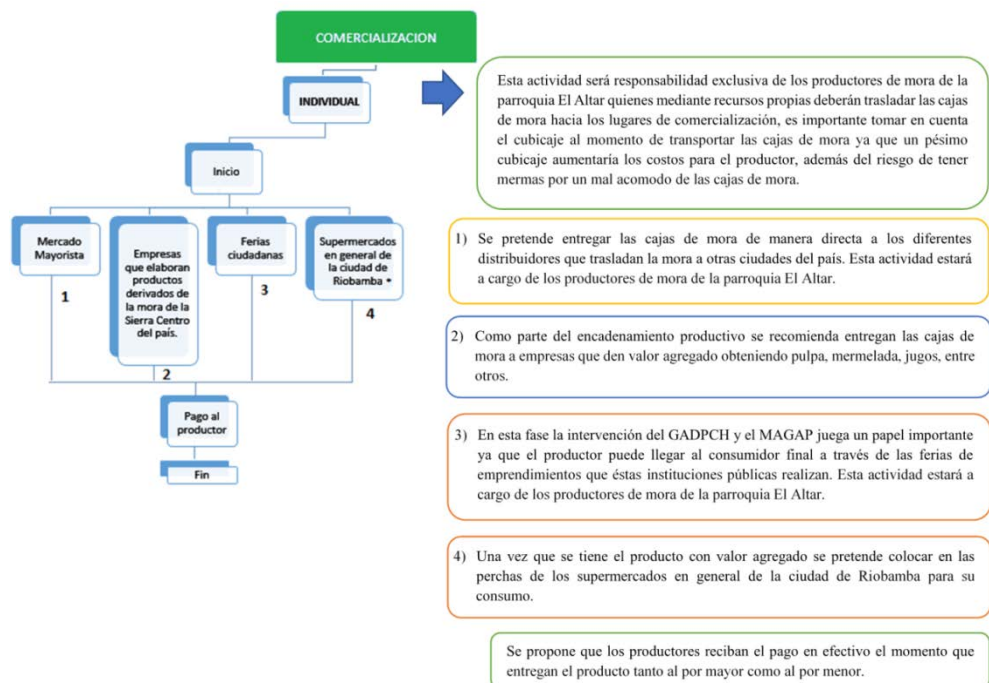 COMERCIALIZACION
INDIVIDUAL
Inicio
Mercado
Mayorista
1
Empresas
que elaboran
productos
derivados de
la mora de la
Sierra Centro
del país.
2
Ferias
ciudadanas
3
Supermercados
en general de
la ciudad de
Riobamba *
4
Pago al
productor
Fin
Esta actividad será responsabilidad exclusiva de los productores de mora de la
parroquia El Altar quienes mediante recursos propias deberán trasladar las cajas
de mora hacia los lugares de comercialización, es importante tomar en cuenta
el cubicaje al momento de transportar las cajas de mora ya que un pésimo
cubicaje aumentaría los costos para el productor, además del riesgo de tener
mermas por un mal acomodo de las cajas de mora.
1) Se pretende entregar las cajas de mora de manera directa a los diferentes
distribuidores que trasladan la mora a otras ciudades del país. Esta actividad estará
a cargo de los productores de mora de la parroquia El Altar.
2) Como parte del encadenamiento productivo se recomienda entregan las cajas de
mora a empresas que den valor agregado obteniendo pulpa, mermelada, jugos, entre
otros.
3) En esta fase la intervención del GADPCH y el MAGAP juega un papel importante
ya que el productor puede llegar al consumidor final a través de las ferias de
emprendimientos que éstas instituciones públicas realizan. Esta actividad estará a
cargo de los productores de mora de la parroquia El Altar.
4) Una vez que se tiene el producto con valor agregado se pretende colocar en las
perchas de los supermercados en general de la ciudad de Riobamba para su
consumo.
Se propone que los productores reciban el pago en efectivo el momento que
entregan el producto tanto al por mayor como al por menor.